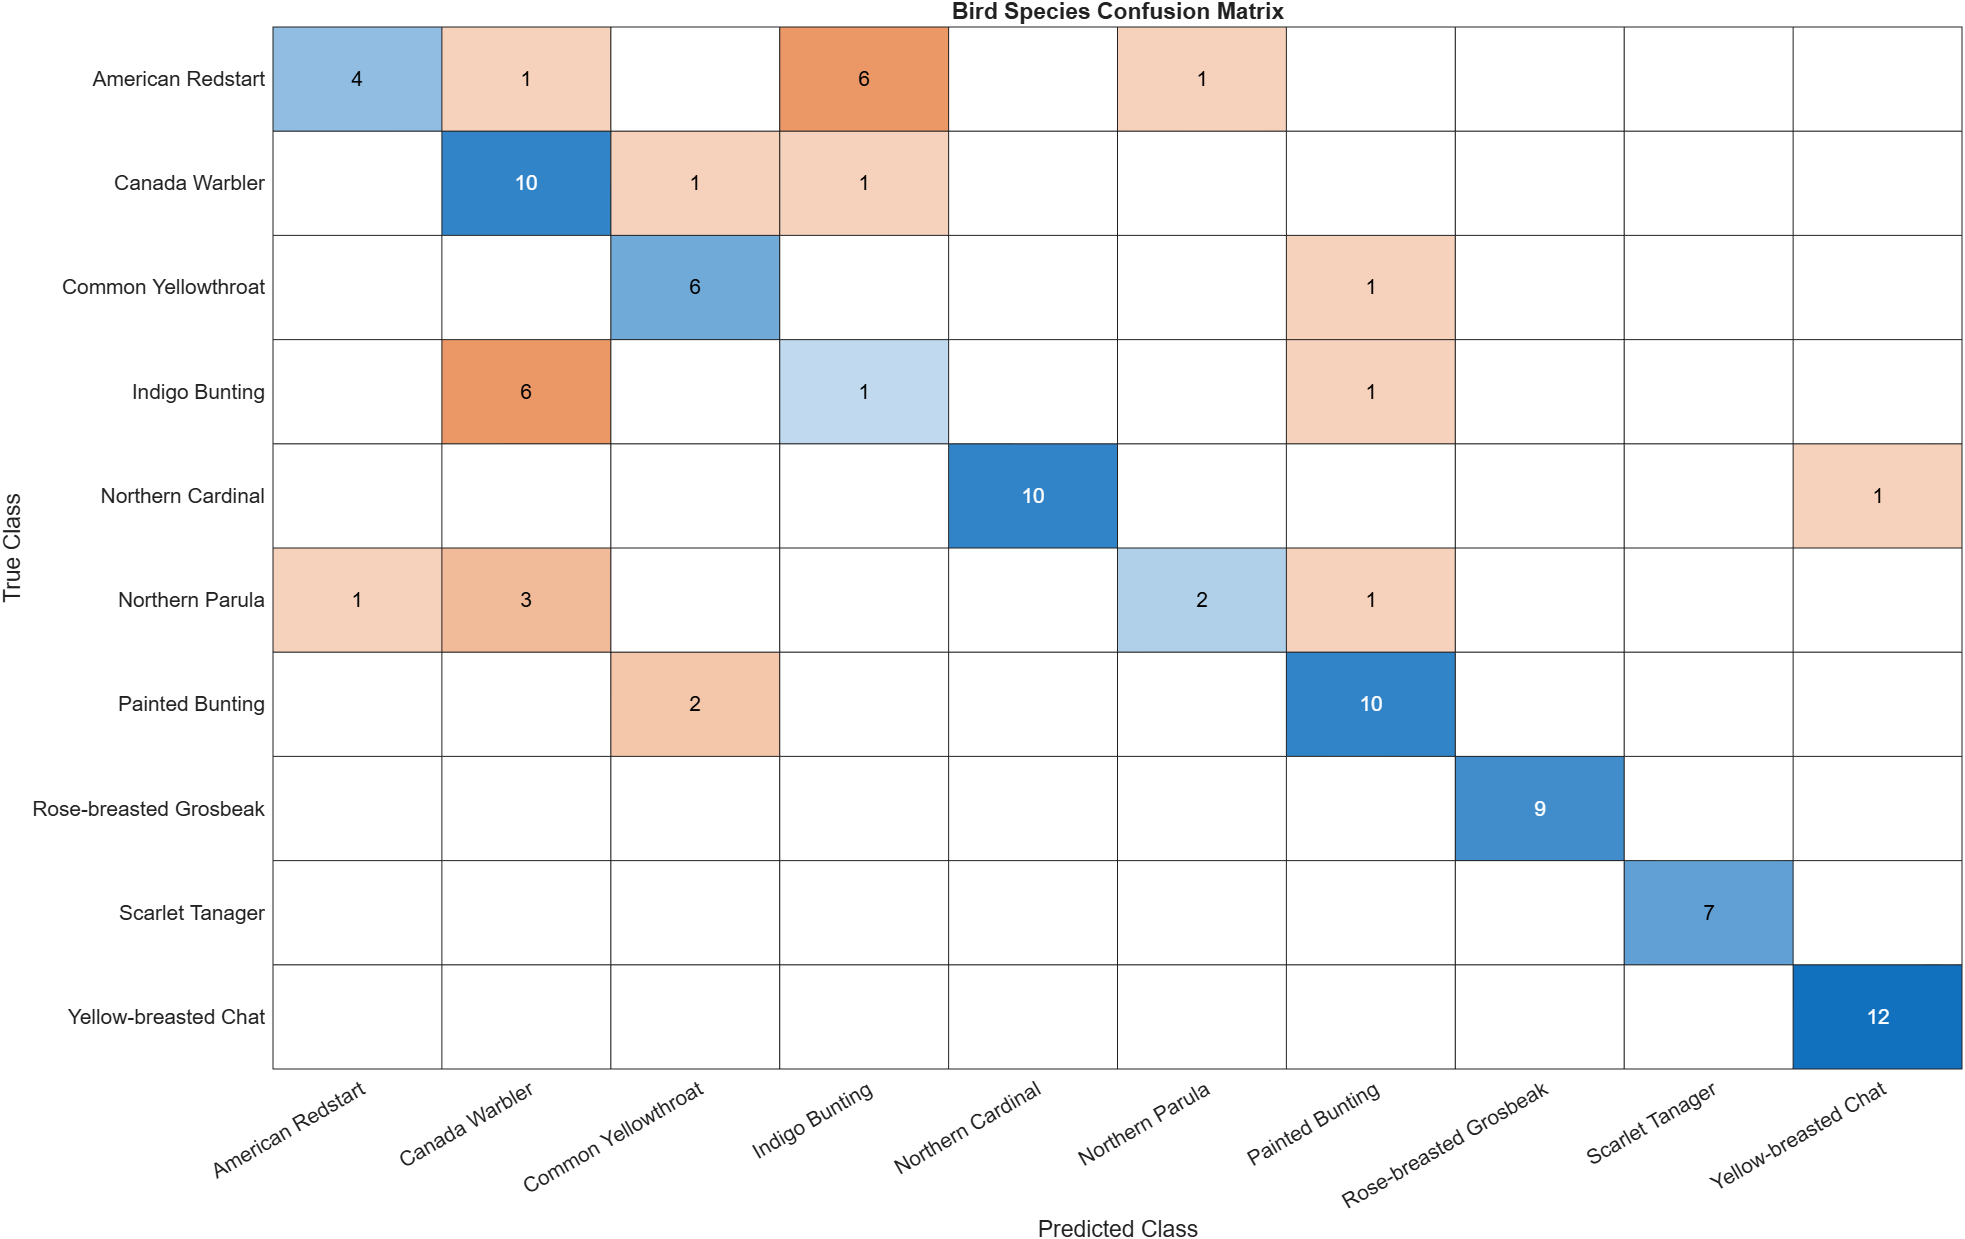 Bird Species Confusion Matrix
American Redstart 4 1 6 1
Canada Warbler 10 1 1
Common Yellowthroat 6 1
Indigo Bunting 6 1 1
Northern Cardinal 10 1
Northern Parula 1 3 2 1
Painted Bunting 2 10
Rose-breasted Grosbeak 9
Scarlet Tanager 7
Yellow-breasted Chat 12
True Class
American Redstart
Canada Warbler
Common Yellowthroat
Indigo Bunting
Northern Cardinal
Northern Parula
Painted Bunting
Rose-breasted Grosbeak
Scarlet Tanager
Yellow-breasted Chat
Predicted Class